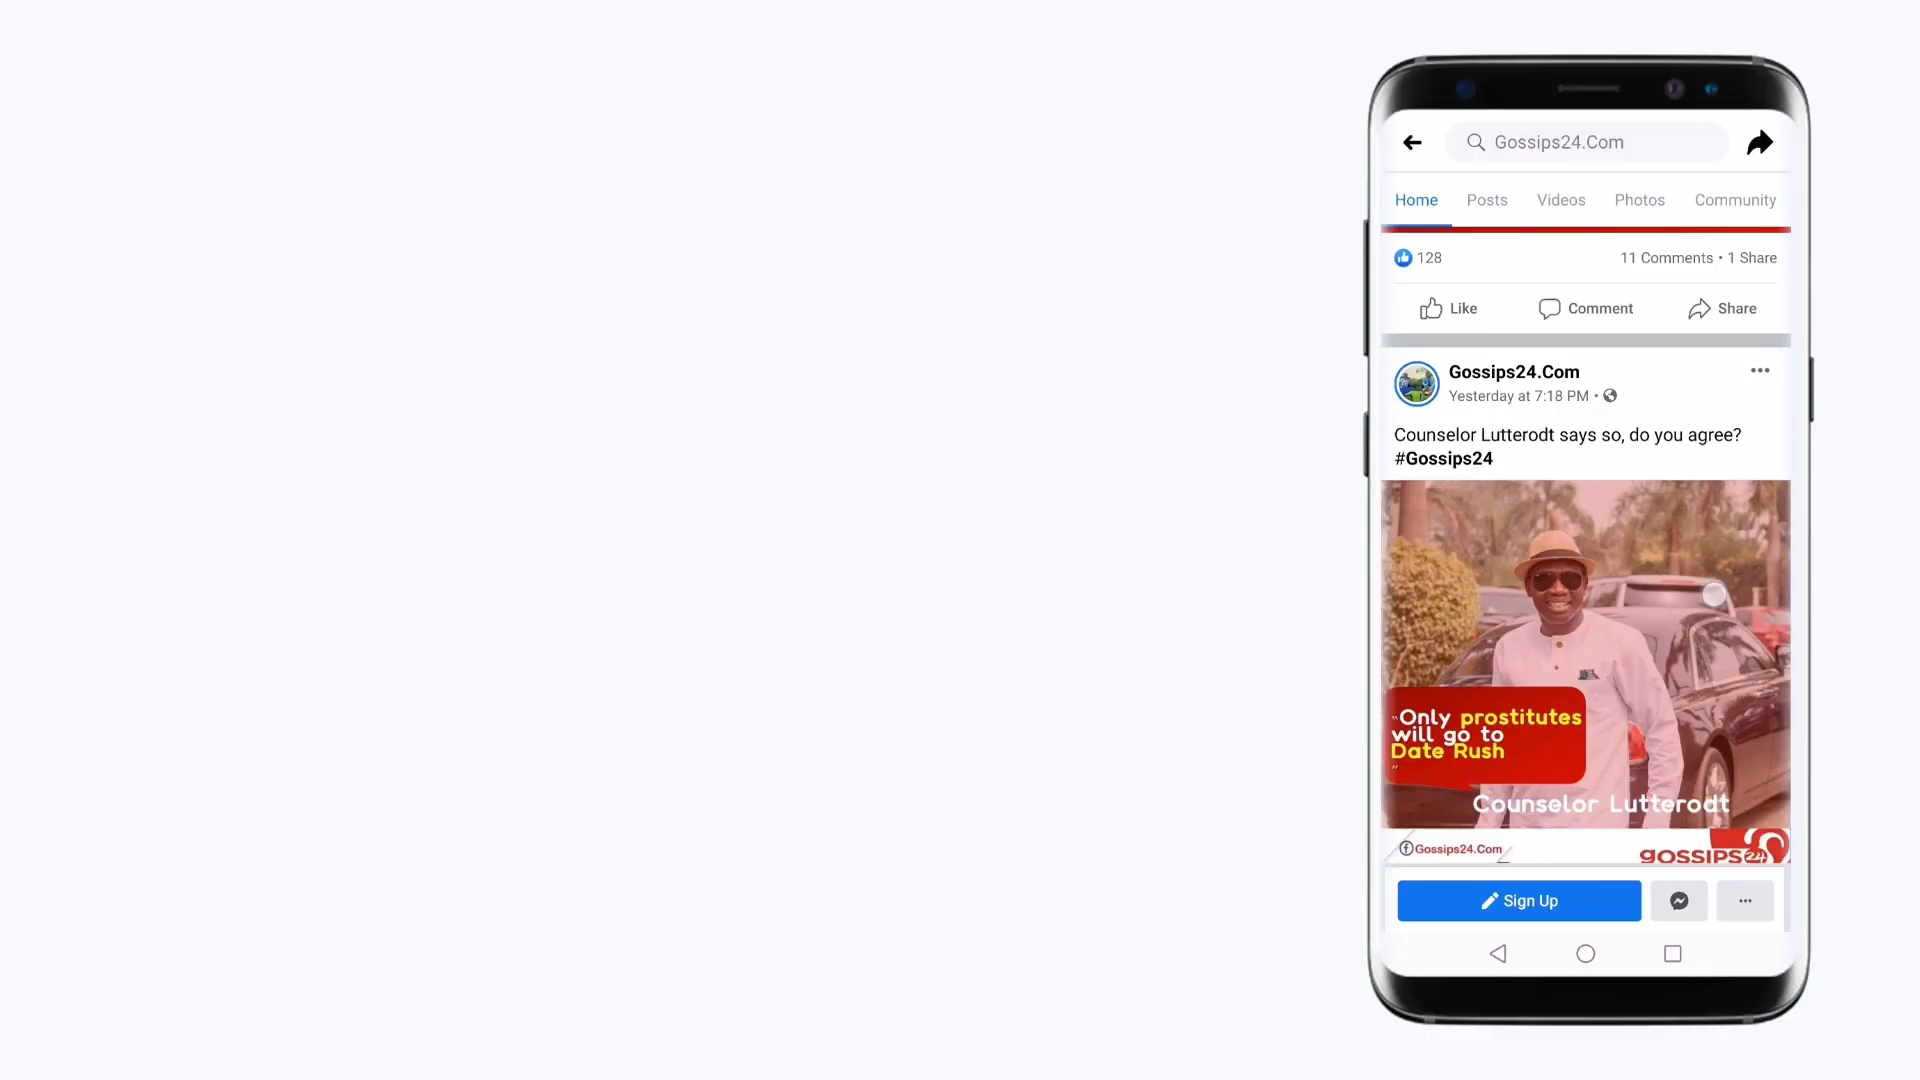 Gossips24.Com
Home Posts Videos Photos Community
128 11 Comments • 1 Share
Like Comment Share
Gossips24.Com
Yesterday at 7:18 PM •
Counselor Lutterodt says so, do you agree?
#Gossips24
"Only prostitutes
will go to
Date Rush
"
Counselor Lutterodt
Gossips24.Com
gossips24
Sign Up